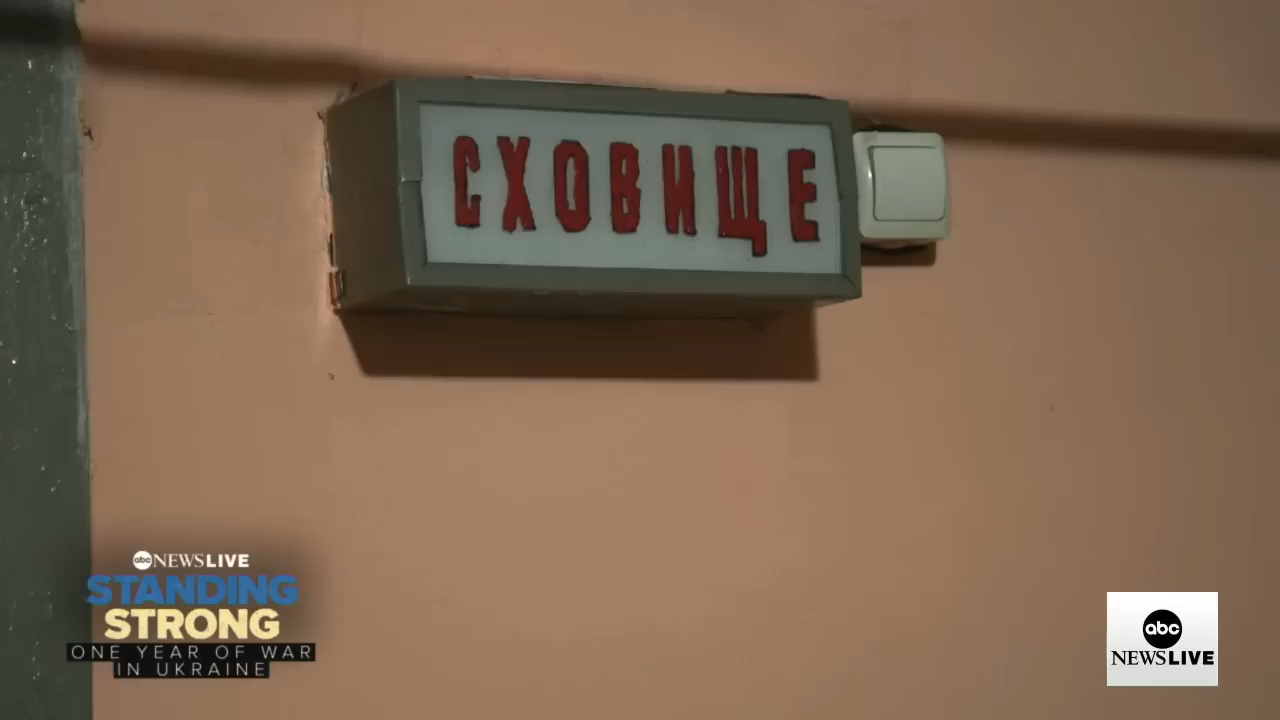 СХОВИЩЕ
abc NEWS LIVE
STANDING
STRONG
ONE YEAR OF WAR
IN UKRAINE
abc
NEWS LIVE